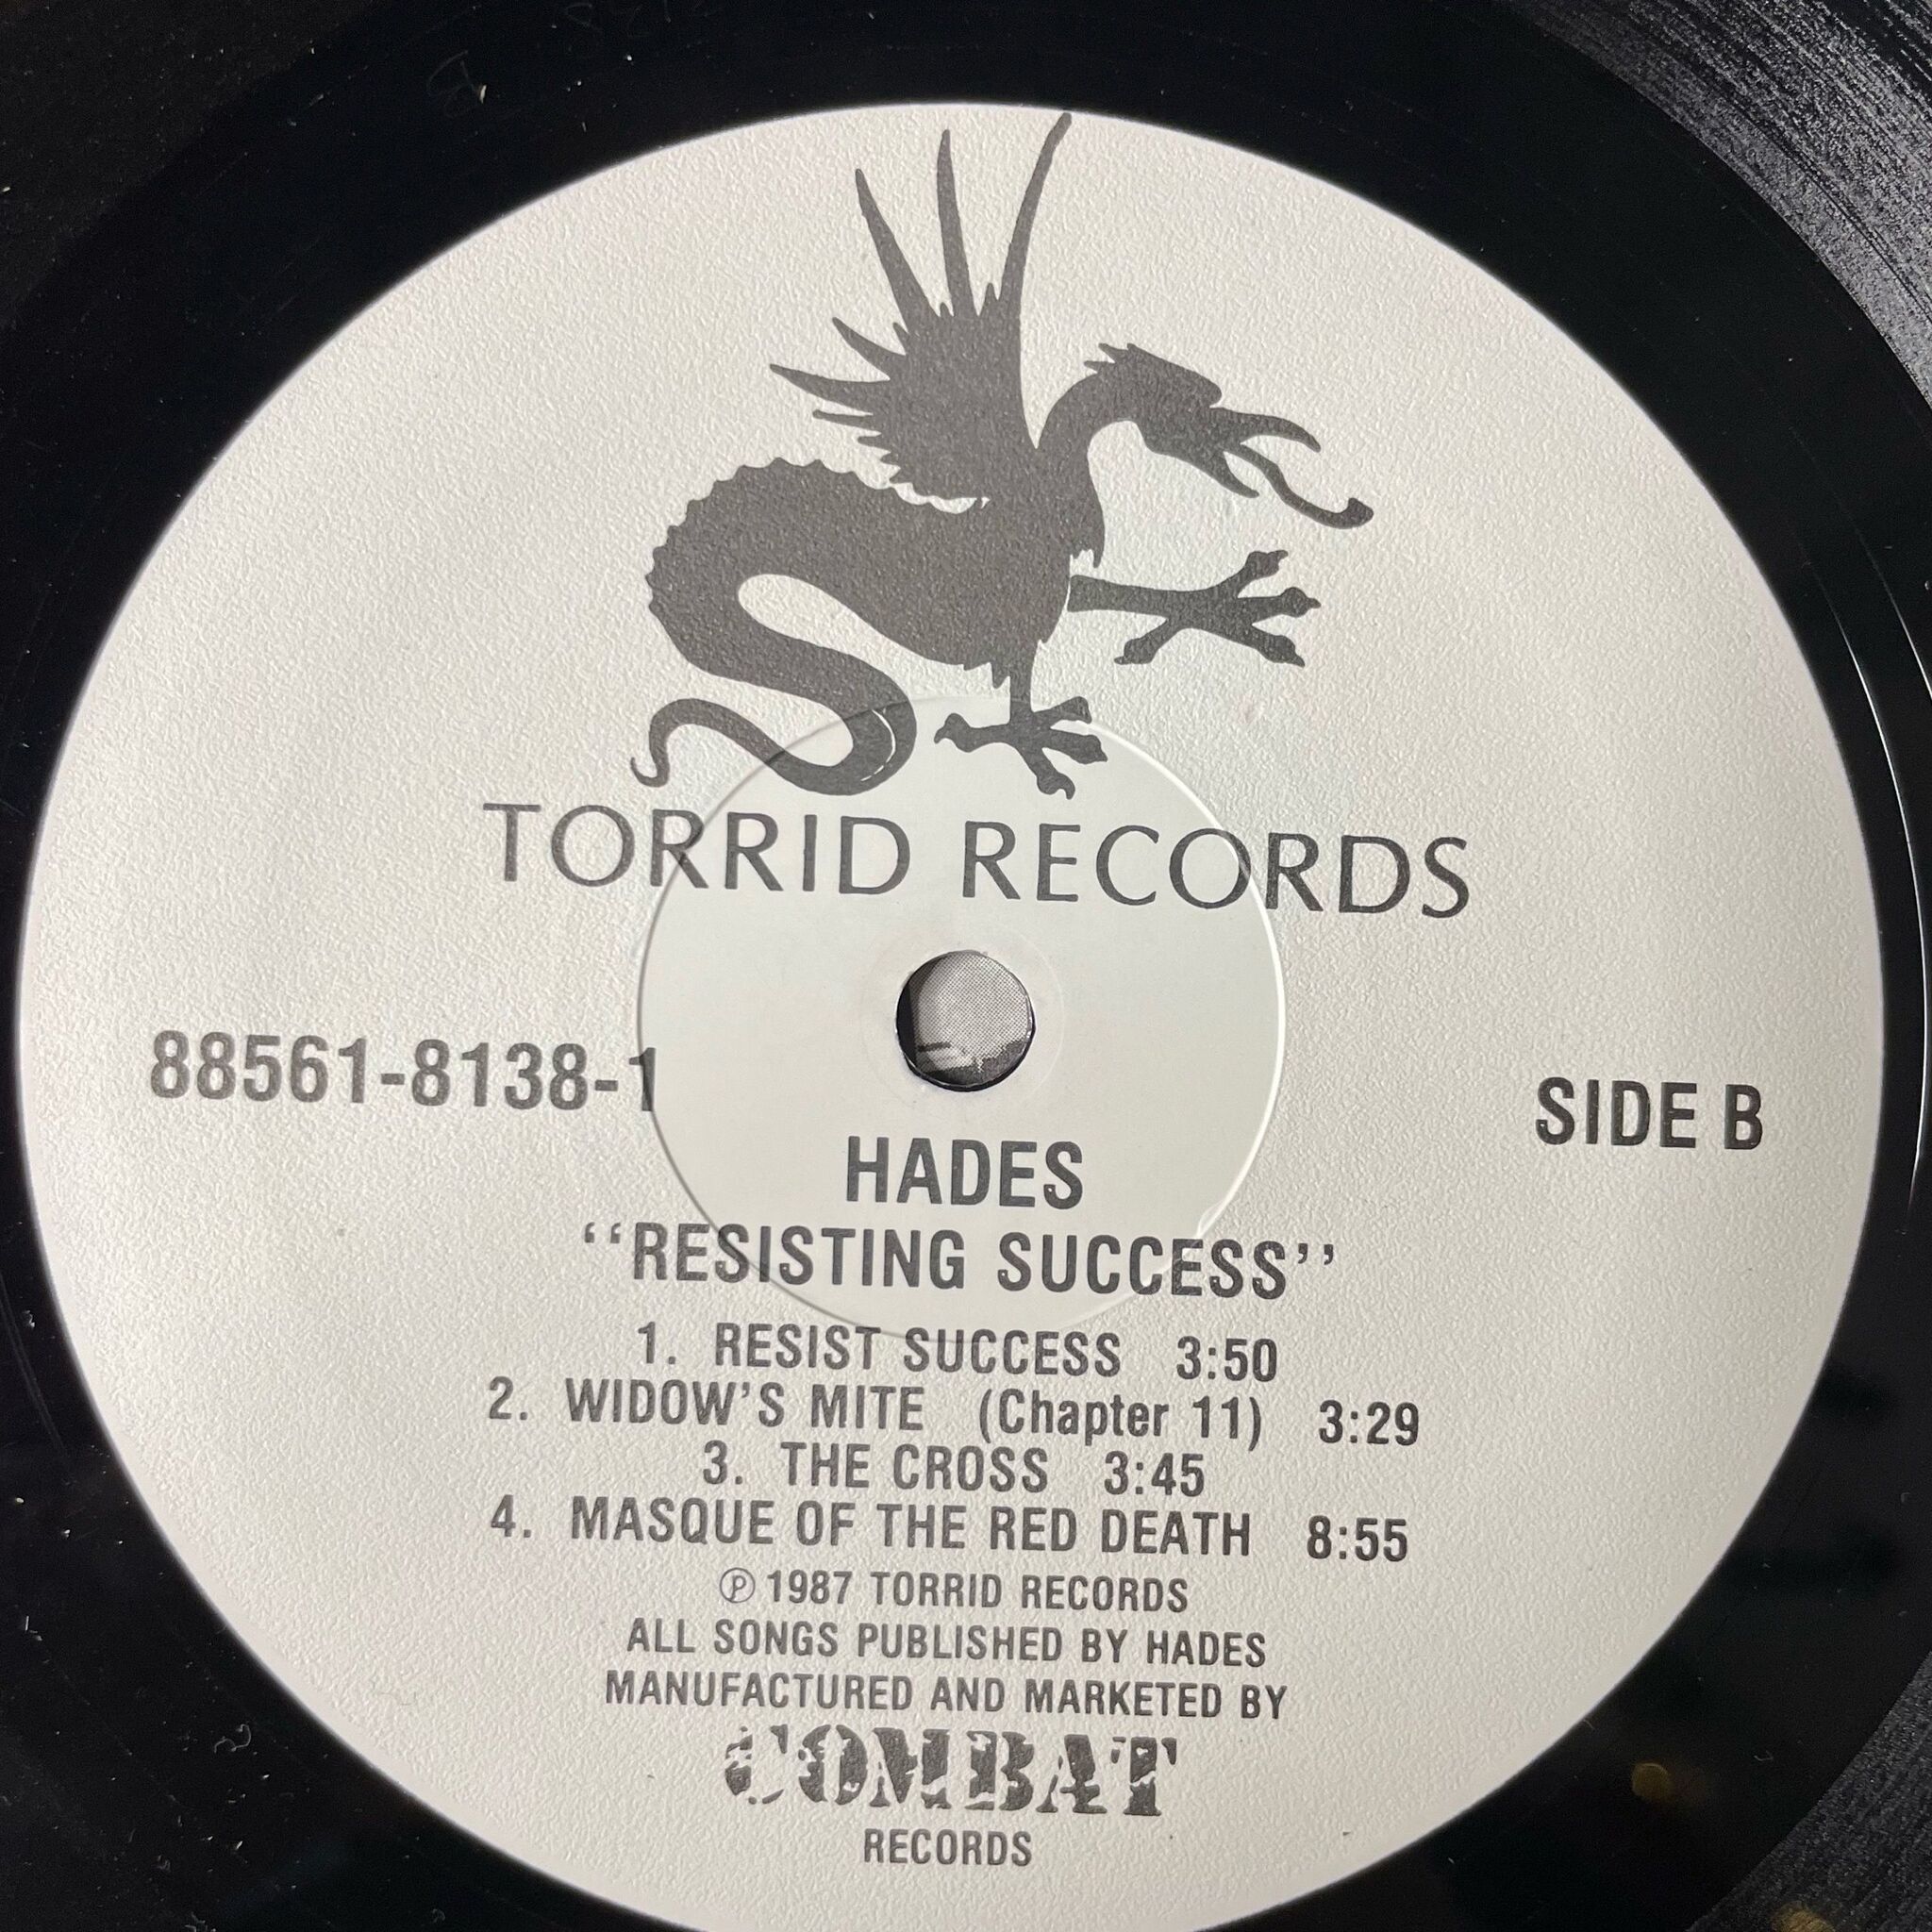 TORRID RECORDS
88561-8138-1
SIDE B
HADES
‘‘RESISTING SUCCESS’’
1. RESIST SUCCESS 3:50
2. WIDOW'S MITE (Chapter 11) 3:29
3. THE CROSS 3:45
4. MASQUE OF THE RED DEATH 8:55
℗ 1987 TORRID RECORDS
ALL SONGS PUBLISHED BY HADES
MANUFACTURED AND MARKETED BY
COMBAT
RECORDS